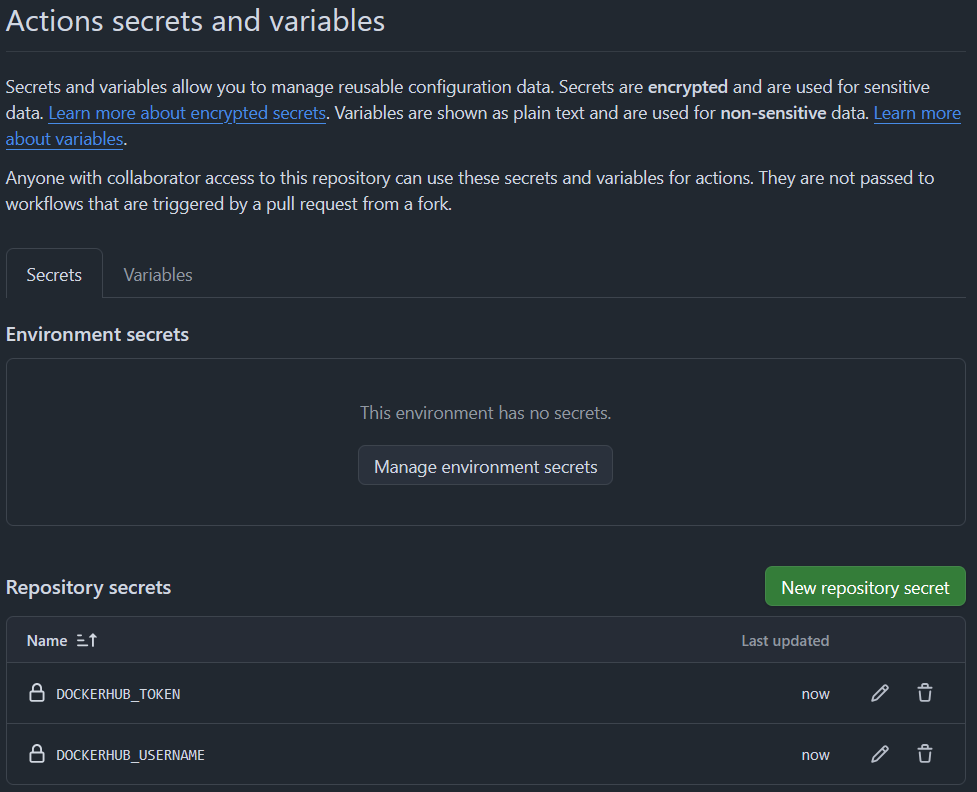 Actions secrets and variables
Secrets and variables allow you to manage reusable configuration data. Secrets are encrypted and are used for sensitive
data. Learn more about encrypted secrets. Variables are shown as plain text and are used for non-sensitive data. Learn more
about variables.
Anyone with collaborator access to this repository can use these secrets and variables for actions. They are not passed to
workflows that are triggered by a pull request from a fork.
Secrets
Variables
Environment secrets
This environment has no secrets.
Manage environment secrets
Repository secrets
New repository secret
Name
Last updated
DOCKERHUB_TOKEN
now
DOCKERHUB_USERNAME
now